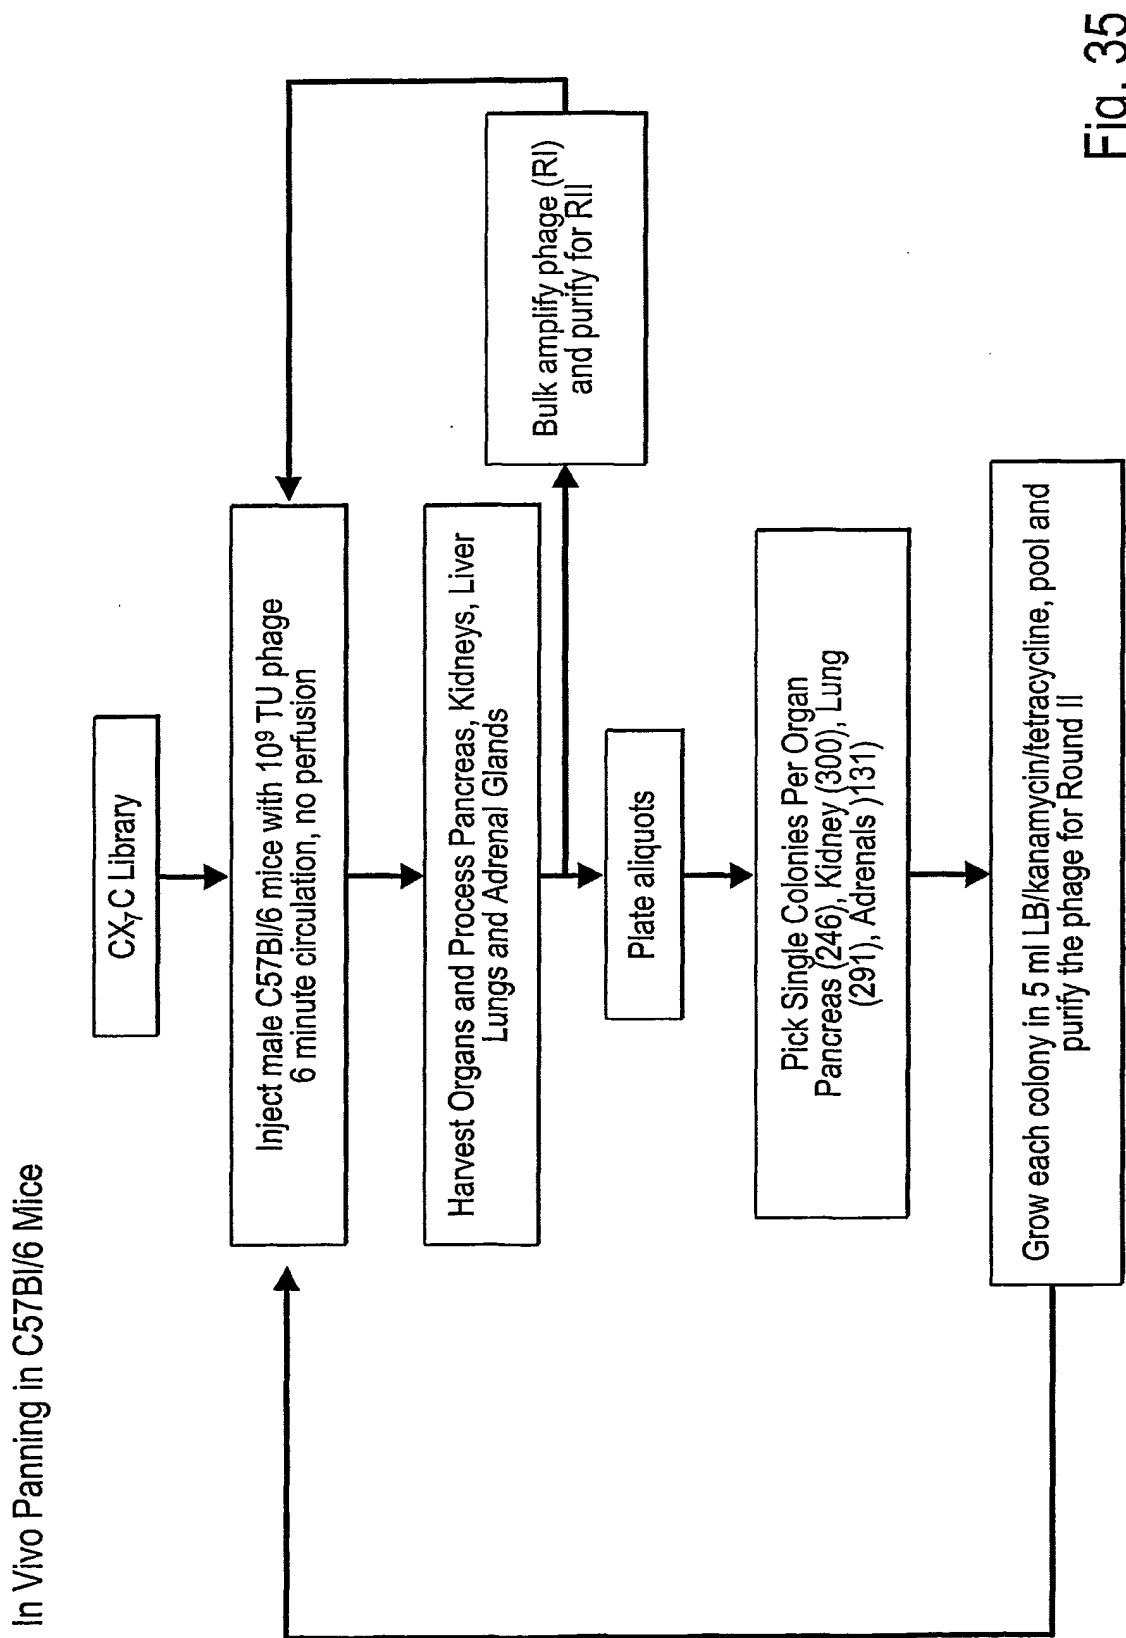 In Vivo Panning in C57Bl/6 Mice
CX₇C Library
Inject male C57Bl/6 mice with 10⁹ TU phage
6 minute circulation, no perfusion
Harvest Organs and Process Pancreas, Kidneys, Liver
Lungs and Adrenal Glands
Bulk amplify phage (RI)
and purify for RII
Plate aliquots
Pick Single Colonies Per Organ
Pancreas (246), Kidney (300), Lung
(291), Adrenals )131)
Grow each colony in 5 ml LB/kanamycin/tetracycline, pool and
purify the phage for Round II
Fig. 35